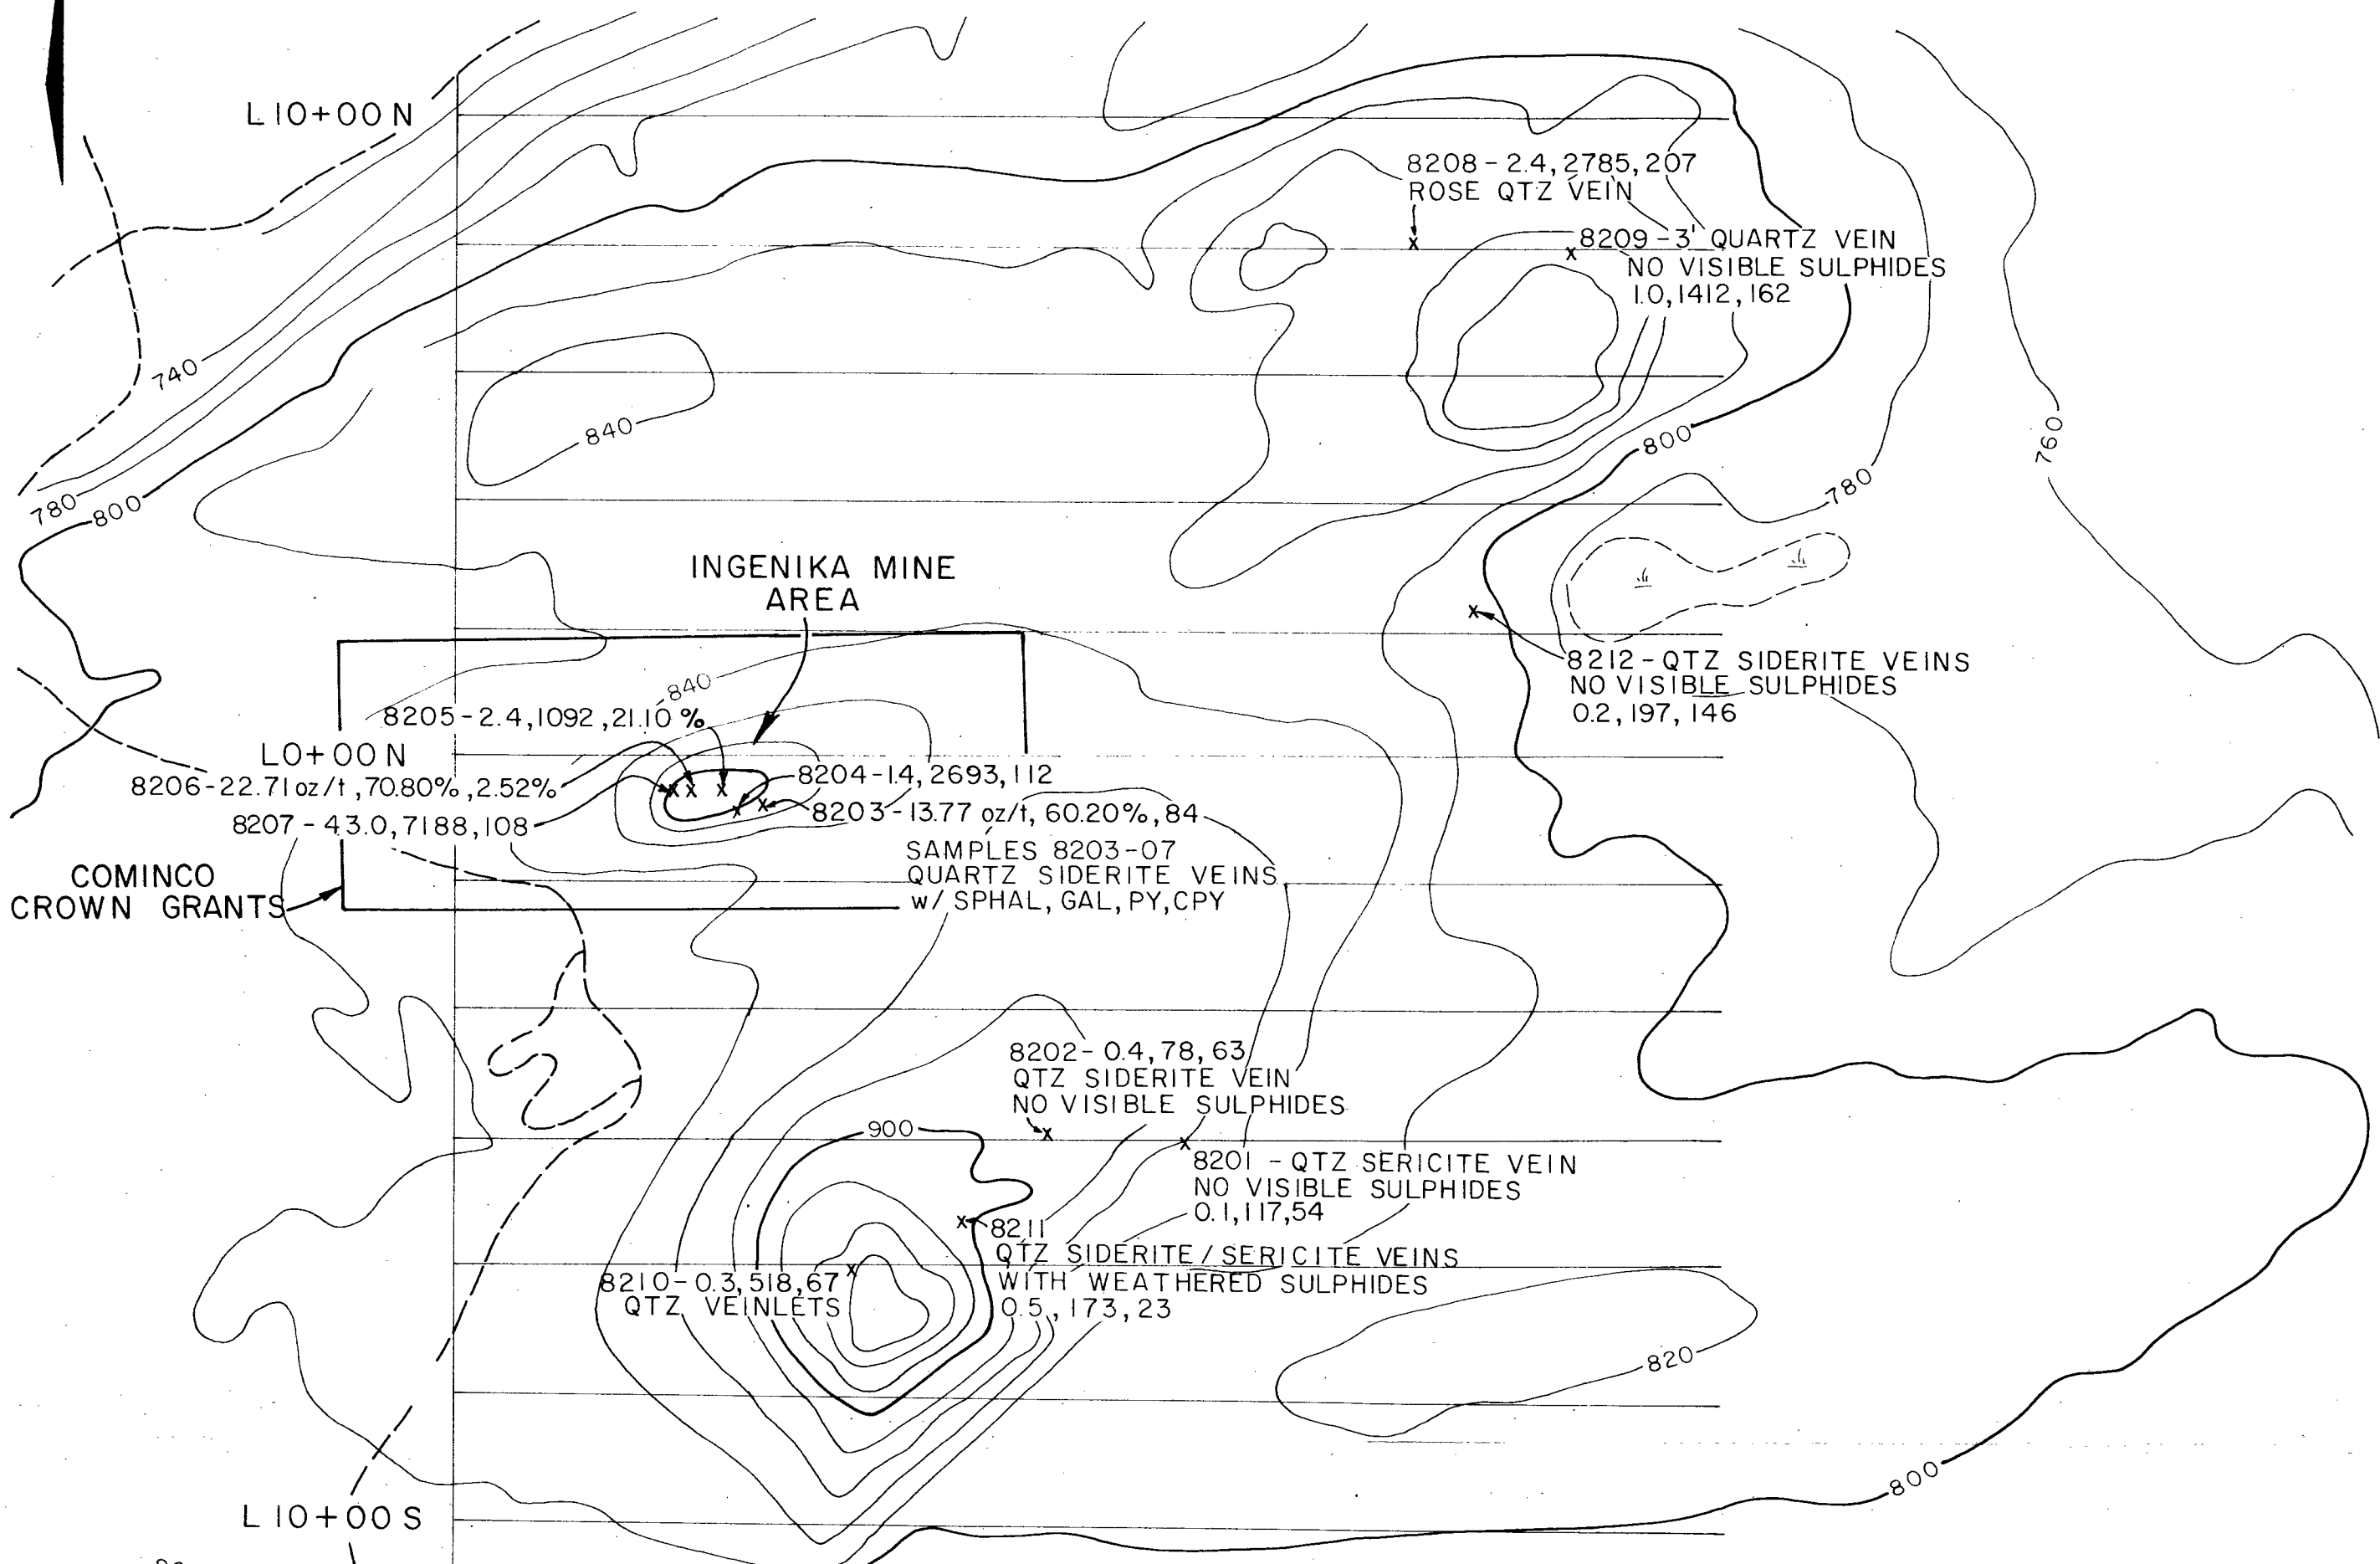 L10+00N
8208-2.4,2785,207
ROSE QTZ VEIN
8209-3' QUARTZ VEIN
NO VISIBLE SULPHIDES
1.0,1412,162
740
840
800
760
780
780
800
INGENIKA MINE
AREA
8212-QTZ SIDERITE VEINS
NO VISIBLE SULPHIDES
0.2,197,146
840
8205-2.4,1092,21.10%
L0+00N
8206-22.71oz/t,70.80%,2.52%
8204-1.4,2693,112
8203-13.77 oz/t, 60.20%,84
8207-43.0,7188,108
SAMPLES 8203-07
QUARTZ SIDERITE VEINS
w/ SPHAL, GAL, PY,CPY
COMINCO
CROWN GRANTS
8202-0.4,78,63
QTZ SIDERITE VEIN
NO VISIBLE SULPHIDES
900
8201 - QTZ SERICITE VEIN
NO VISIBLE SULPHIDES
0.1,117,54
8211
QTZ SIDERITE/SERICITE VEINS
WITH WEATHERED SULPHIDES
0.5,173,23
8210-0.3,518,67
QTZ VEINLETS
820
800
L10+00S